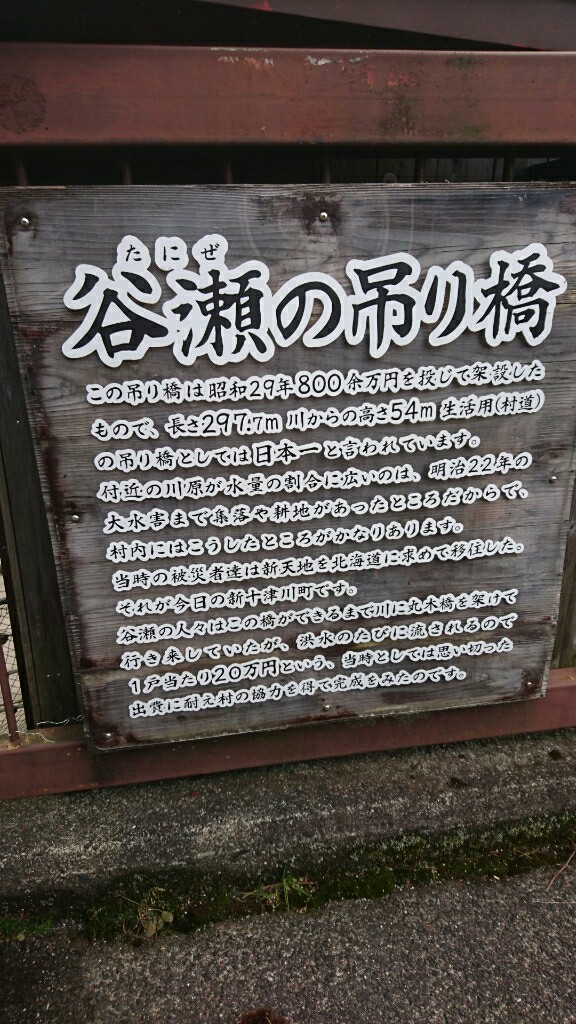 たにぜ
谷瀬の吊り橋
この吊り橋は昭和29年800余万円を投じて架設した
もので、長さ297.7m 川からの高さ54m 生活用(村道)
の吊り橋としては日本一と言われています。
付近の川原が水量の割合に広いのは、明治22年の
大水害まで集落や耕地があったところだからで、
村内にはこうしたところがかなりあります。
当時の被災者達は新天地を北海道に求めて移住した。
それが今日の新十津川町です。
谷瀬の人々はこの橋ができるまで川に丸木橋を架けて
行き来していたが、洪水のたびに流されるので
1戸当たり20万円という、当時としては思い切った
出費に耐え村の協力を得て完成をみたのです。